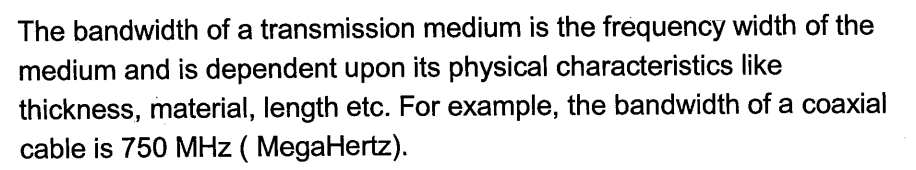 The bandwidth of a transmission medium is the frequency width of the
medium and is dependent upon its physical characteristics like
thickness, material, length etc. For example, the bandwidth of a coaxial
cable is 750 MHz ( MegaHertz).